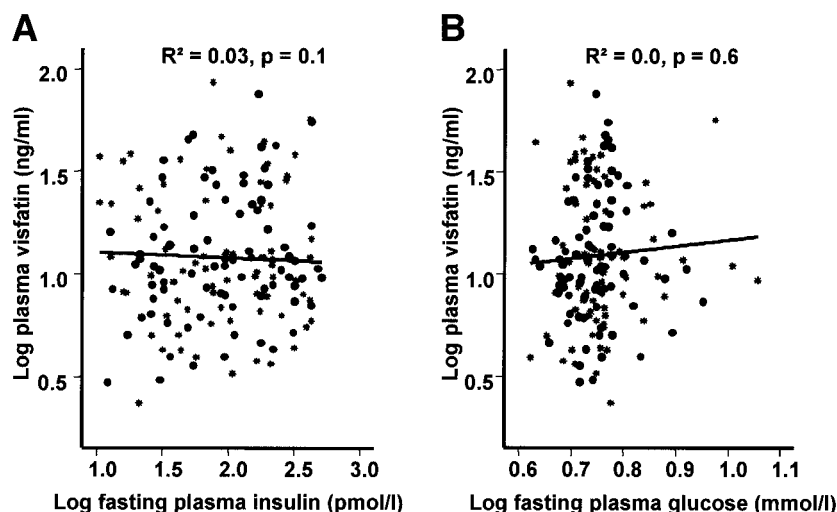 A
R² = 0.03, p = 0.1
Log plasma visfatin (ng/ml)
2.0
1.5
1.0
0.5
1.0 1.5 2.0 2.5 3.0
Log fasting plasma insulin (pmol/l)
B
R² = 0.0, p = 0.6
Log plasma visfatin (ng/ml)
2.0
1.5
1.0
0.5
0.6 0.7 0.8 0.9 1.0 1.1
Log fasting plasma glucose (mmol/l)